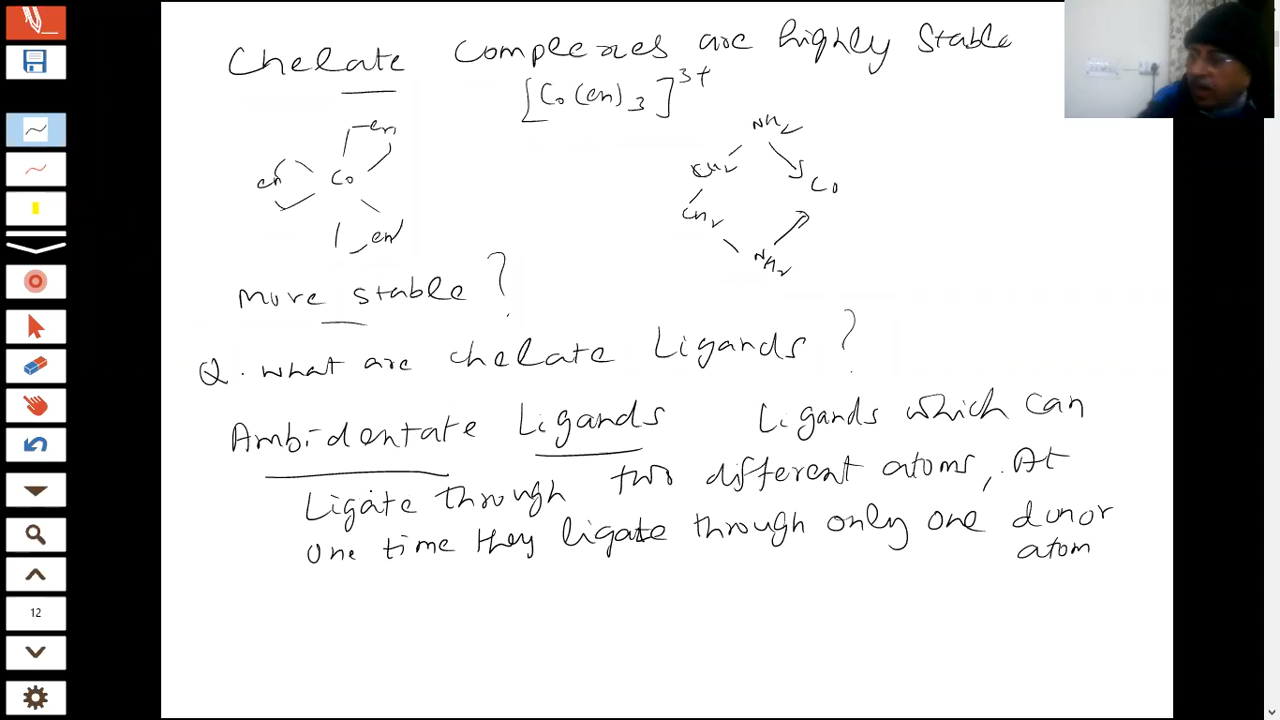 Chelate complexes are highly stable
[Co(en)3]3+
en
en Co
en
NH2
CH2
Co
CH2
NH2
More stable?
Q. what are chelate Ligands?
Ambidentate Ligands Ligands which can
Ligate through two different atoms, At
one time they ligate through only one donor
atom
12